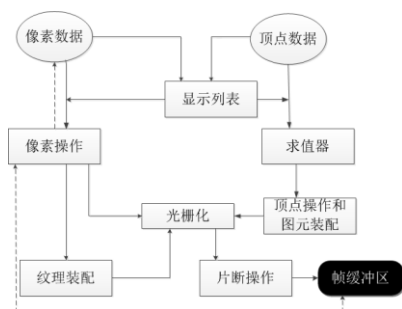 像素数据
顶点数据
显示列表
像素操作
求值器
光栅化
顶点操作和
图元装配
纹理装配
片断操作
帧缓冲区